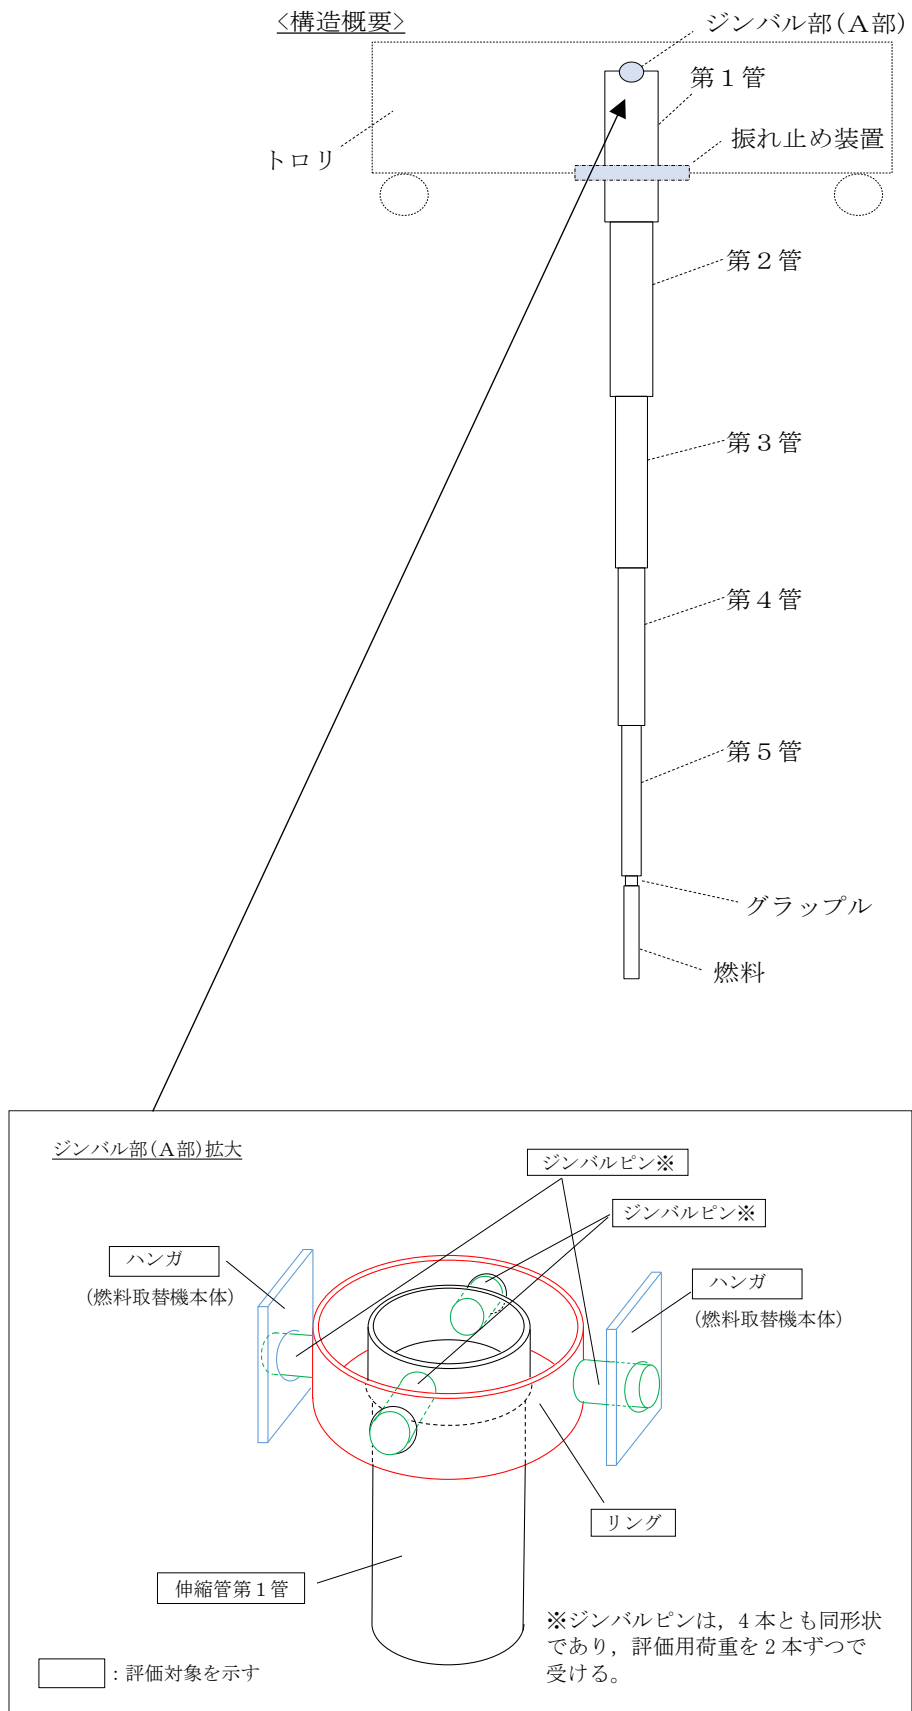 <構造概要>
ジンバル部(A部)
第1管
振れ止め装置
トロリ
第2管
第3管
第4管
第5管
グラップル
燃料
ジンバル部(A部)拡大
ジンバルピン※
ジンバルピン※
ハンガ
(燃料取替機本体)
ハンガ
(燃料取替機本体)
リング
伸縮管第1管
※ジンバルピンは,4本とも同形状
であり,評価用荷重を2本ずつで
受ける。
:評価対象を示す